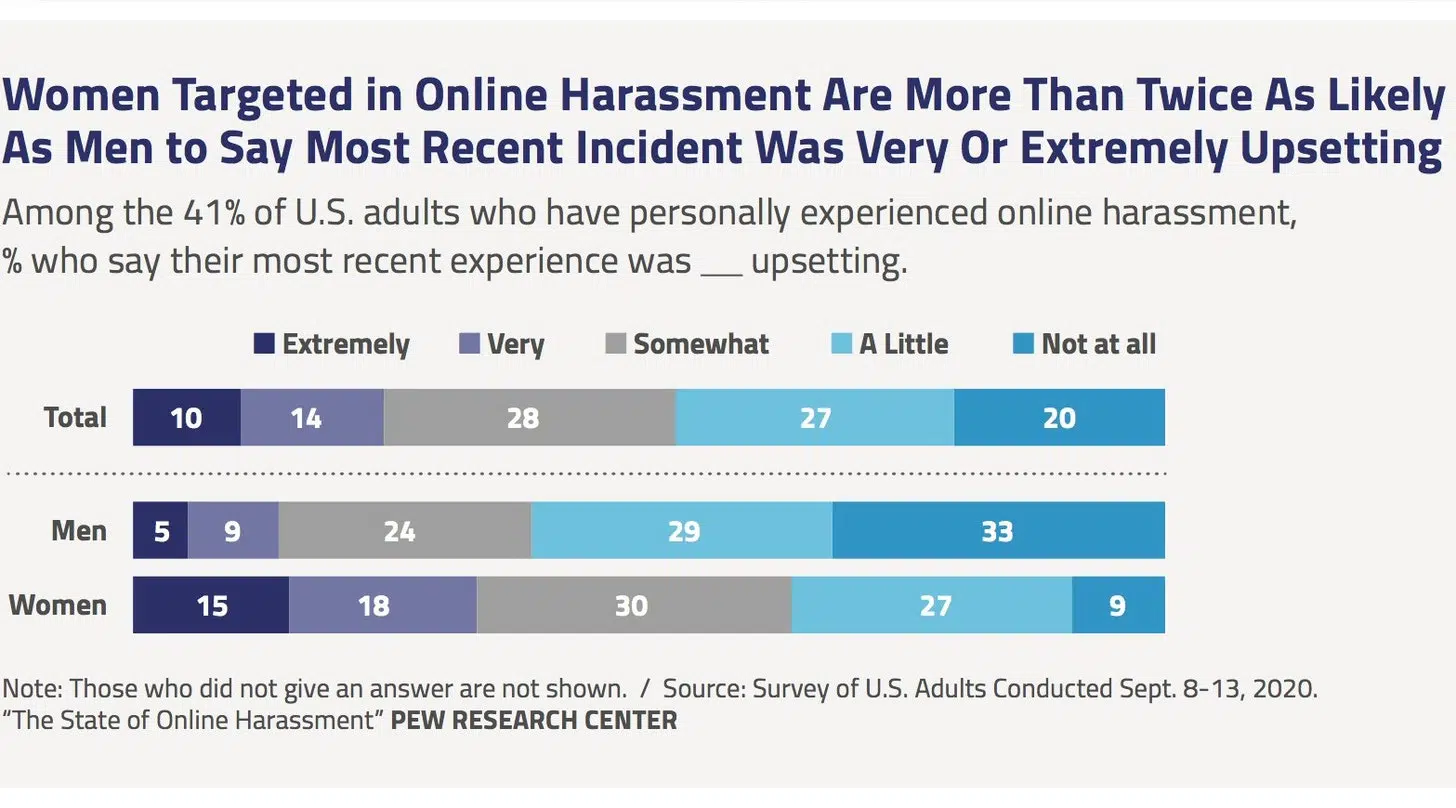 Women Targeted in Online Harassment Are More Than Twice As Likely
As Men to Say Most Recent Incident Was Very Or Extremely Upsetting
Among the 41% of U.S. adults who have personally experienced online harassment,
% who say their most recent experience was __ upsetting.
Extremely Very Somewhat A Little Not at all
Total 10 14 28 27 20
Men 5 9 24 29 33
Women 15 18 30 27 9
Note: Those who did not give an answer are not shown. / Source: Survey of U.S. Adults Conducted Sept. 8-13, 2020.
“The State of Online Harassment” PEW RESEARCH CENTER